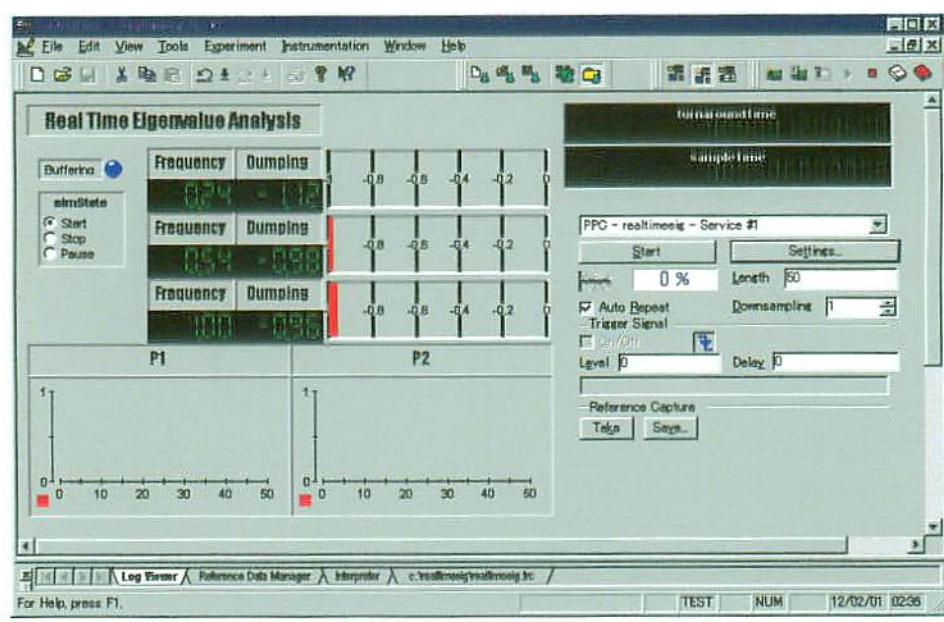 File Edit View Tools Experiment Instrumentation Window Help
Real Time Eigenvalue Analysis
Buffering
simState
Start
Stop
Pause
Frequency Dumping
-0.8 -0.6 -0.4 -0.2 0
Frequency Dumping
-0.8 -0.6 -0.4 -0.2 0
Frequency Dumping
-0.8 -0.6 -0.4 -0.2 0
P1
1
0
0 10 20 30 40 50
P2
1
0
0 10 20 30 40 50
turnaroundtime
sampletime
PPC - realtimeeig - Service #1
Start Settings...
0 % Length 50
Auto Repeat Downsampling 1
Trigger Signal
On/Off
Level 0 Delay 0
Reference Capture
Take Save...
Log Viewer Reference Data Manager Interpreter c:\realtimeeig\realtimeeig.trc
For Help, press F1. TEST NUM 12/02/01 02:36